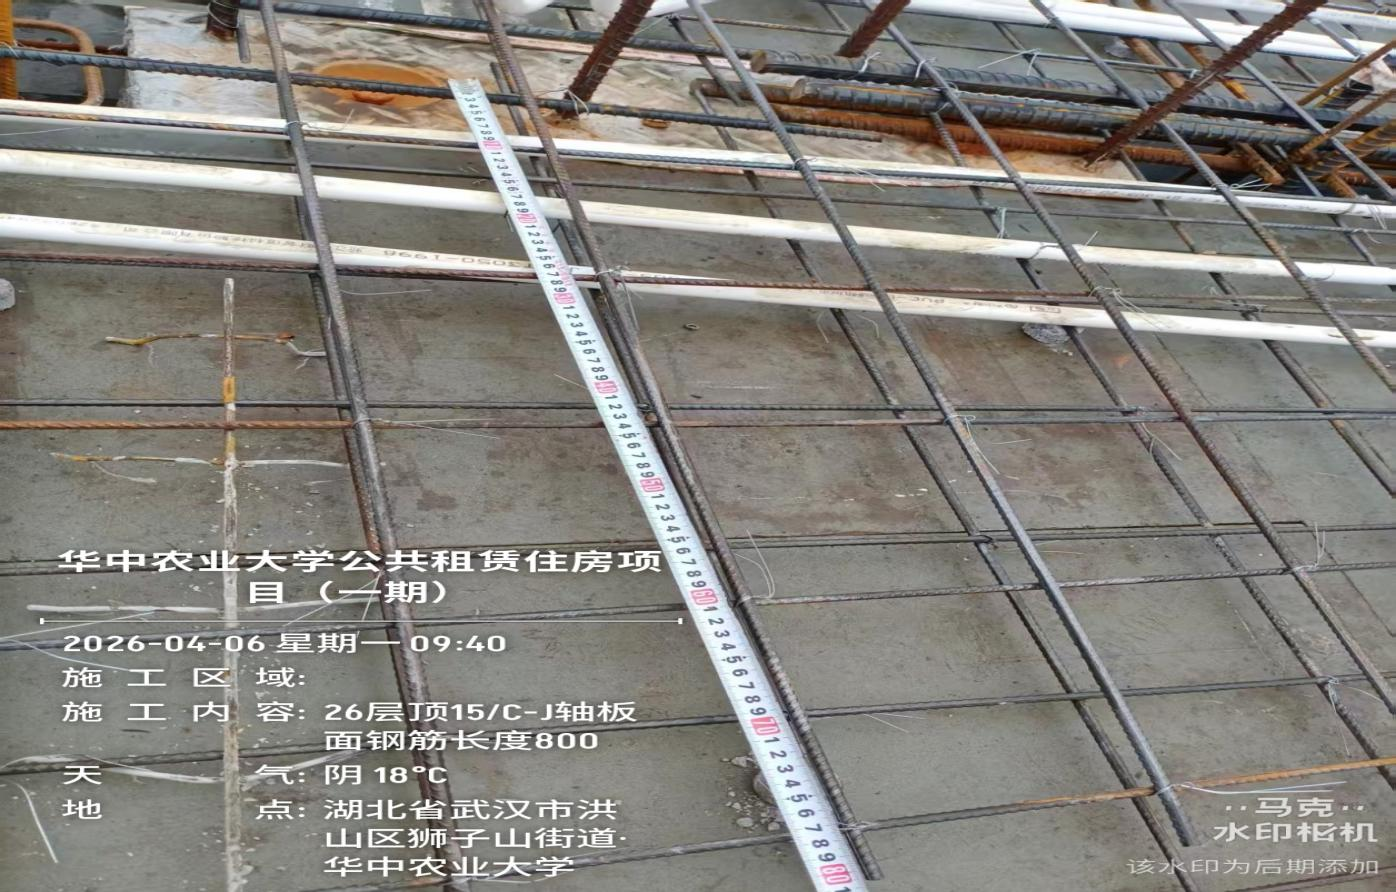 华中农业大学公共租赁住房项
目（一期）
2026-04-06 星期一 09:40
施工区域:
施工内容: 26层顶15/C-J轴板
面钢筋长度800
天气: 阴 18°C
地点: 湖北省武汉市洪
山区狮子山街道·
华中农业大学
马克
水印相机
该水印为后期添加